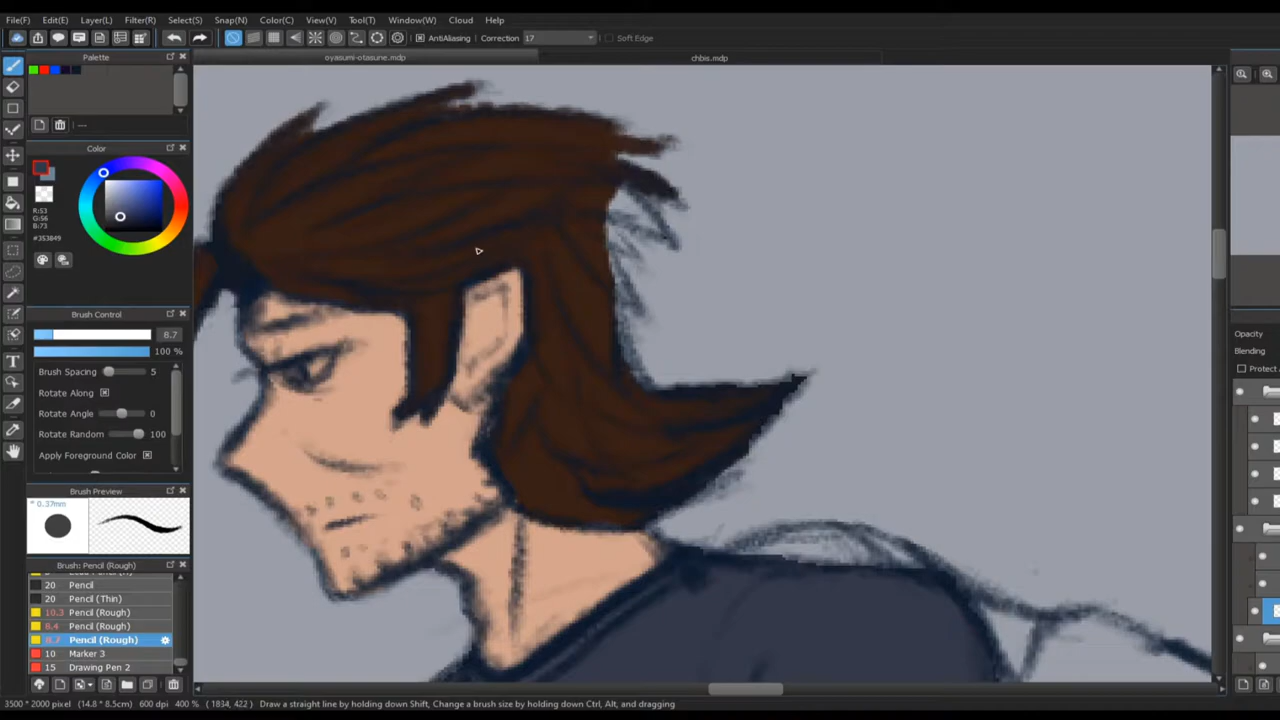 File(F) Edit(E) Layer(L) Filter(R) Select(S) Snap(N) Color(C) View(V) Tool(T) Window(W) Cloud Help
AntiAliasing Correction 17 Soft Edge
Palette
oyasumi-otasune.mdp chbis.mdp
---
Color
R:53
G:56
B:73
#353849
Brush Control
8.7
100 %
Brush Spacing 5
Rotate Along
Rotate Angle 0
Rotate Random 100
Apply Foreground Color
Brush Preview
* 0.37mm
Brush: Pencil (Rough)
20 Pencil
20 Pencil (Thin)
10.3 Pencil (Rough)
8.4 Pencil (Rough)
8.7 Pencil (Rough)
10 Marker 3
15 Drawing Pen 2
Opacity
Blending
Protect
T
3500 * 2000 pixel (14.8 * 8.5cm) 600 dpi 400 % ( 1834, 422 ) Draw a straight line by holding down Shift, Change a brush size by holding down Ctrl, Alt, and dragging